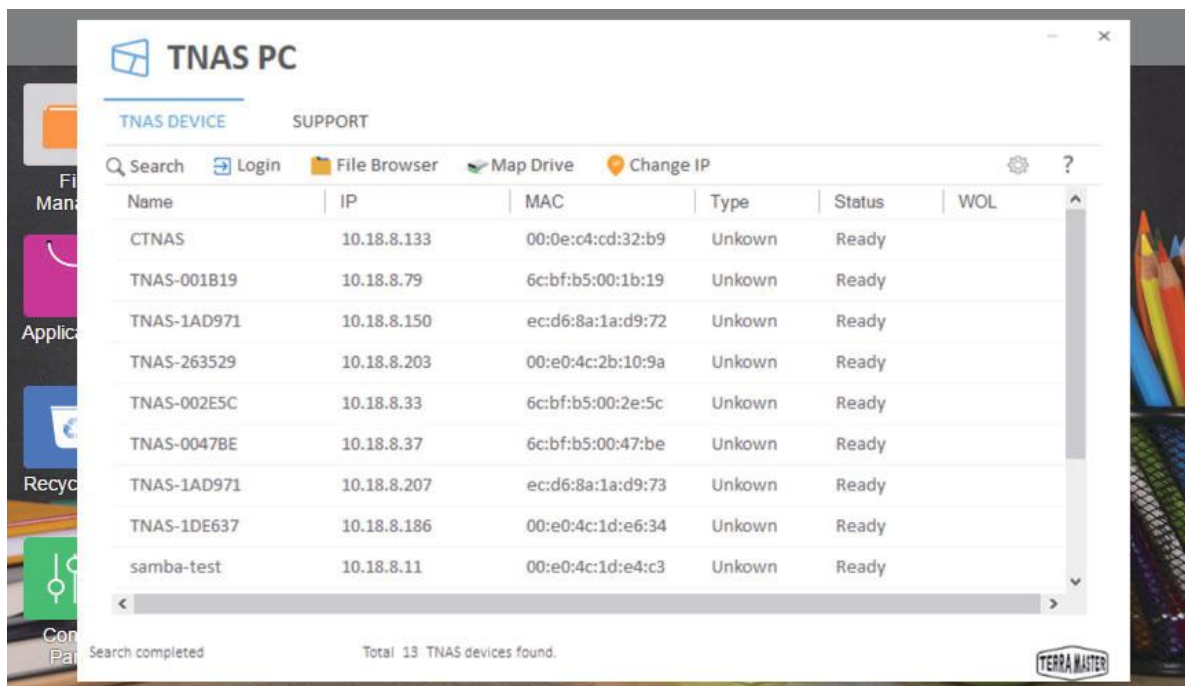 TNAS PC
TNAS DEVICE SUPPORT
Search Login File Browser Map Drive Change IP ?
Name IP MAC Type Status WOL
CTNAS 10.18.8.133 00:0e:c4:cd:32:b9 Unkown Ready
TNAS-001B19 10.18.8.79 6c:bf:b5:00:1b:19 Unkown Ready
TNAS-1AD971 10.18.8.150 ec:d6:8a:1a:d9:72 Unkown Ready
TNAS-263529 10.18.8.203 00:e0:4c:2b:10:9a Unkown Ready
TNAS-002E5C 10.18.8.33 6c:bf:b5:00:2e:5c Unkown Ready
TNAS-0047BE 10.18.8.37 6c:bf:b5:00:47:be Unkown Ready
TNAS-1AD971 10.18.8.207 ec:d6:8a:1a:d9:73 Unkown Ready
TNAS-1DE637 10.18.8.186 00:e0:4c:1d:e6:34 Unkown Ready
samba-test 10.18.8.11 00:e0:4c:1d:e4:c3 Unkown Ready
Search completed Total 13 TNAS devices found.
TERRA MASTER
Fi
Mana
Applica
Recyc
Con
Pa